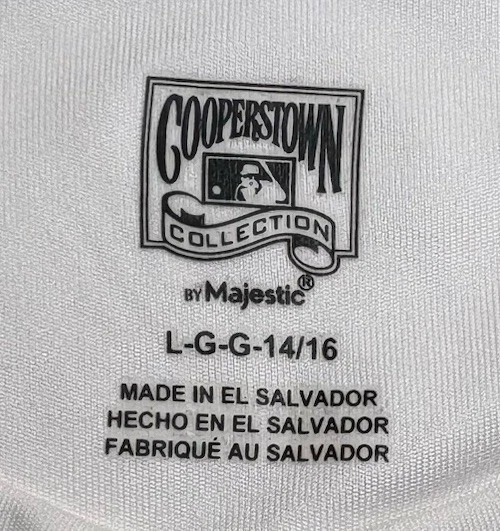 COOPERSTOWN
COLLECTION
BY Majestic®
L-G-G-14/16
MADE IN EL SALVADOR
HECHO EN EL SALVADOR
FABRIQUÉ AU SALVADOR